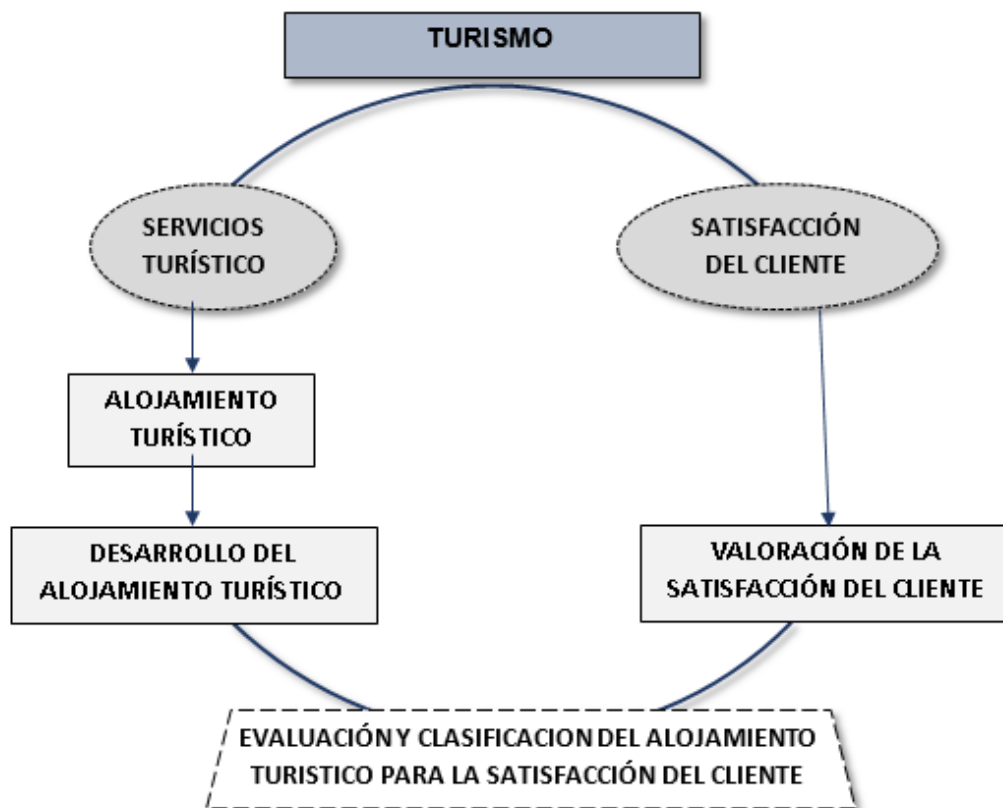 TURISMO
SERVICIOS
TURÍSTICO
SATISFACCIÓN
DEL CLIENTE
ALOJAMIENTO
TURÍSTICO
DESARROLLO DEL
ALOJAMIENTO TURÍSTICO
VALORACIÓN DE LA
SATISFACCIÓN DEL CLIENTE
EVALUACIÓN Y CLASIFICACION DEL ALOJAMIENTO
TURISTICO PARA LA SATISFACCIÓN DEL CLIENTE